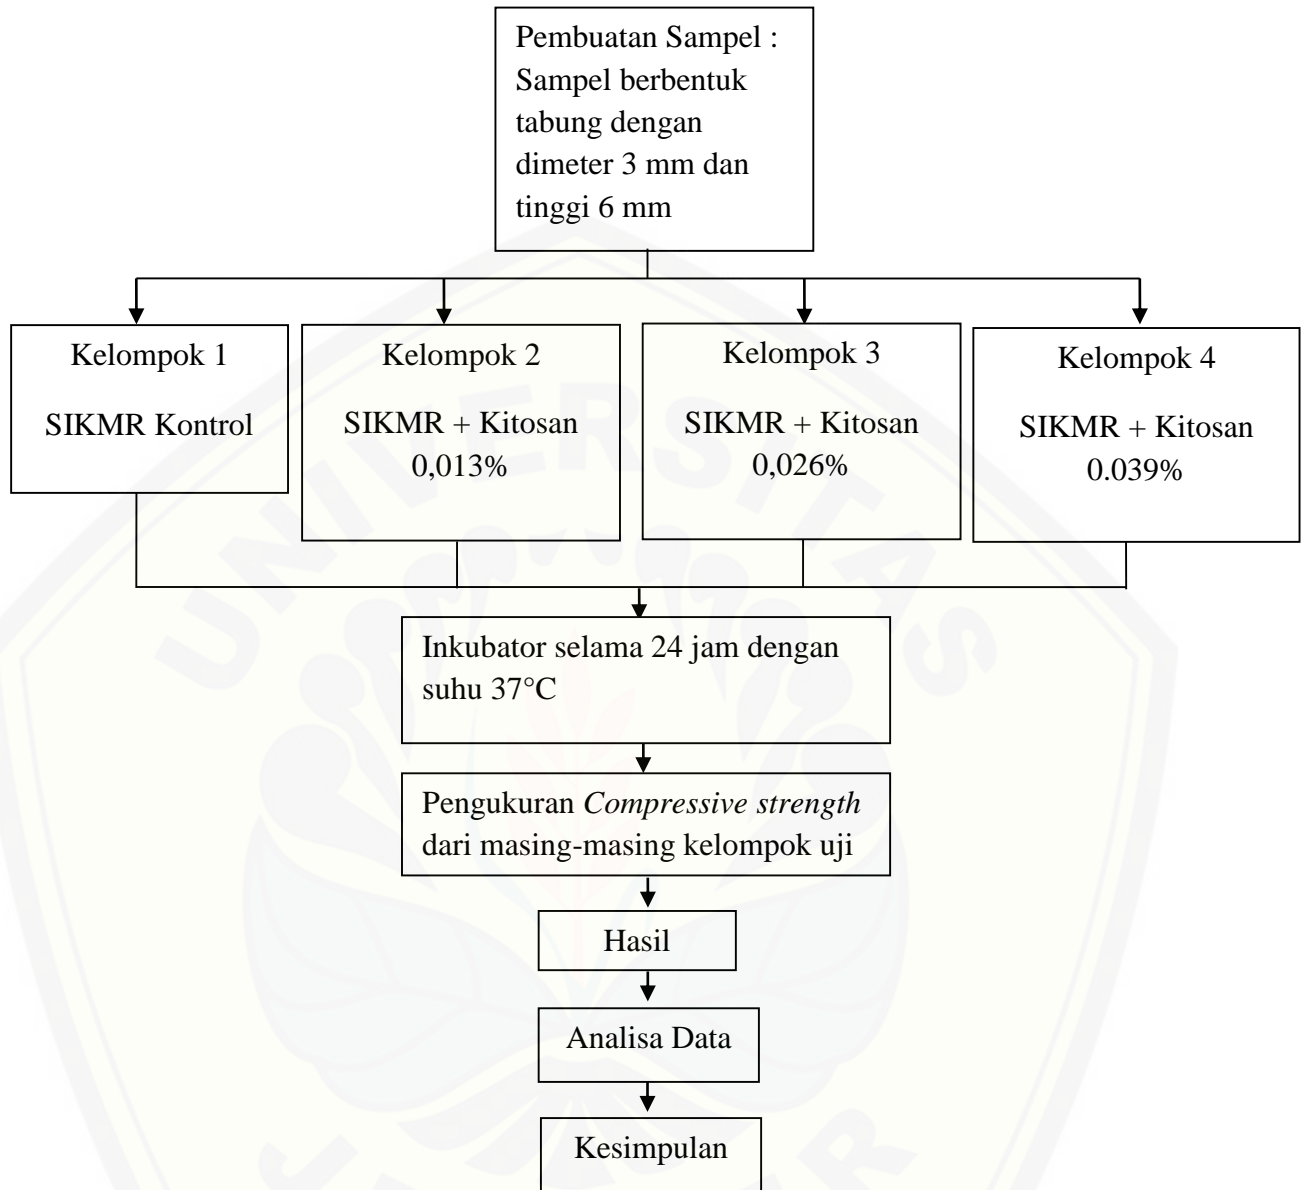 Pembuatan Sampel :
Sampel berbentuk
tabung dengan
dimeter 3 mm dan
tinggi 6 mm
Kelompok 1
SIKMR Kontrol
Kelompok 2
SIKMR + Kitosan
0,013%
Kelompok 3
SIKMR + Kitosan
0,026%
Kelompok 4
SIKMR + Kitosan
0.039%
Inkubator selama 24 jam dengan
suhu 37°C
Pengukuran Compressive strength
dari masing-masing kelompok uji
Hasil
Analisa Data
Kesimpulan
UNIVERSITAS